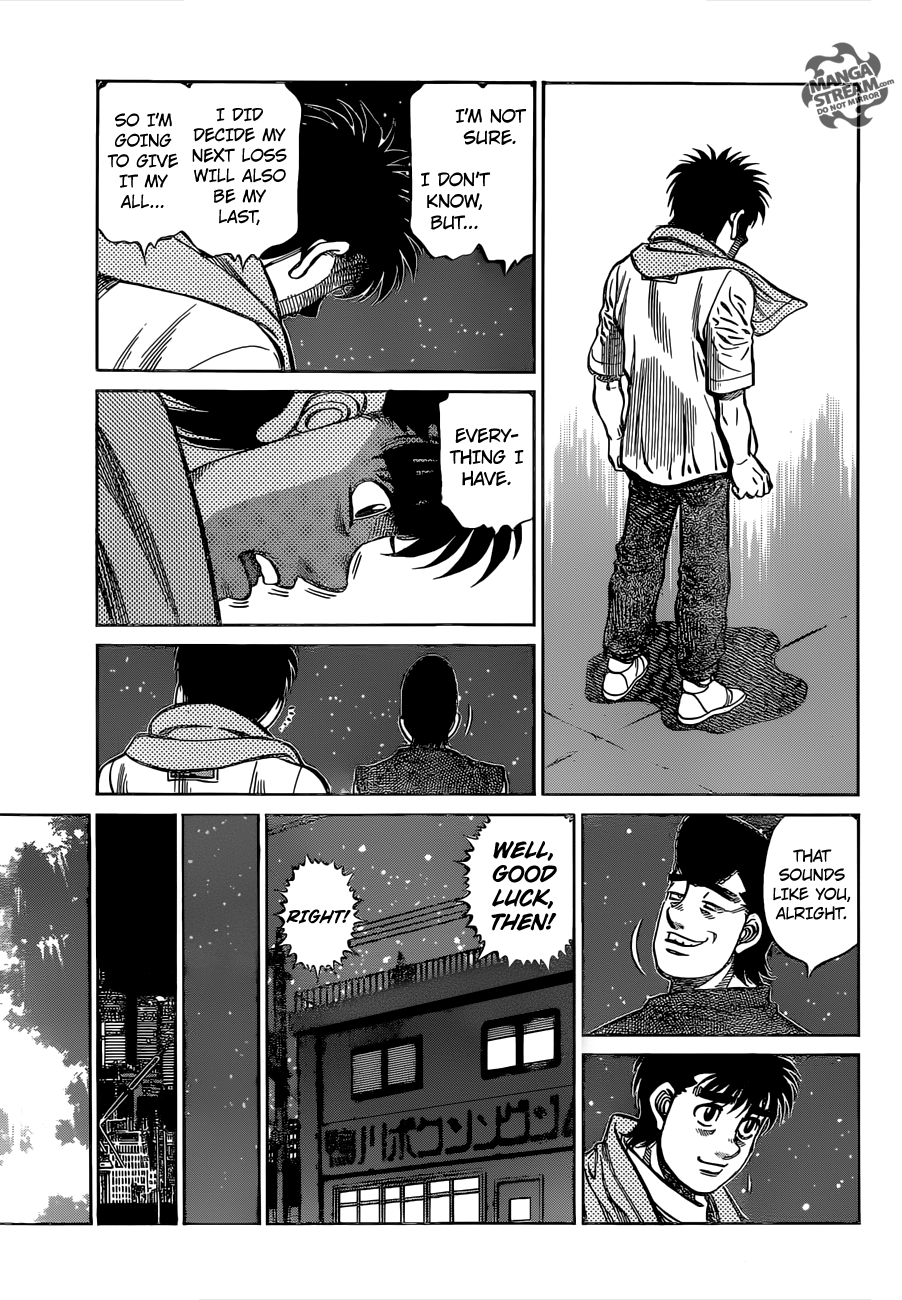 MANGA
STREAM.com
DO NOT MIRROR
I'M NOT
SURE.
I DON'T
KNOW,
BUT...
I DID
DECIDE MY
NEXT LOSS
WILL ALSO
BE MY
LAST,
SO I'M
GOING
TO GIVE
IT MY
ALL...
EVERY-
THING I
HAVE.
THAT
SOUNDS
LIKE YOU,
ALRIGHT.
WELL,
GOOD
LUCK,
THEN!
RIGHT!
鴨川ボクシングジム